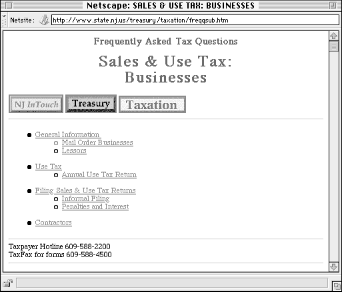 Netscape: SALES & USE TAX: BUSINESSES
Netsite: http://www.state.nj.us/treasury/taxation/freqqsub.htm
Frequently Asked Tax Questions
Sales & Use Tax:
Businesses
NJ InTouch Treasury Taxation
General Information
Mail Order Businesses
Lessors
Use Tax
Annual Use Tax Return
Filing Sales & Use Tax Returns
Informal Filing
Penalties and Interest
Contractors
Taxpayer Hotline 609-588-2200
TaxFax for forms 609-588-4500